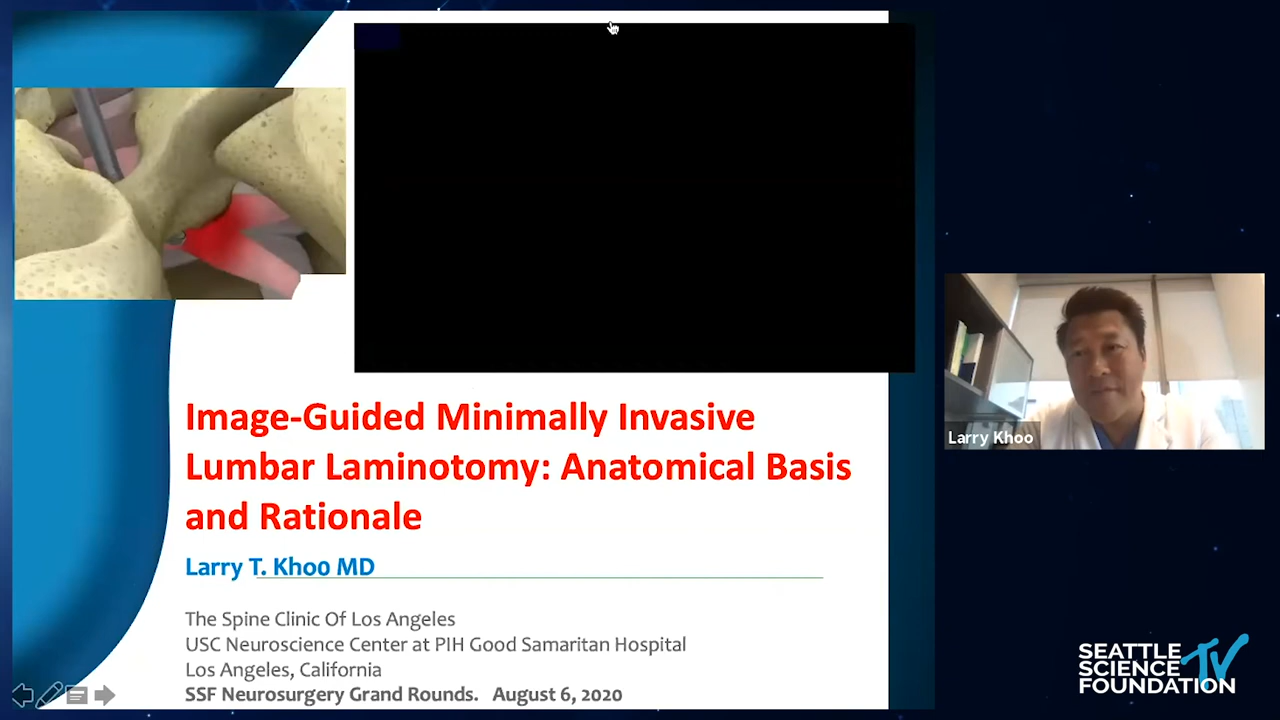 Image-Guided Minimally Invasive
Lumbar Laminotomy: Anatomical Basis
and Rationale
Larry T. Khoo MD
The Spine Clinic Of Los Angeles
USC Neuroscience Center at PIH Good Samaritan Hospital
Los Angeles, California
SSF Neurosurgery Grand Rounds. August 6, 2020
Larry Khoo
SEATTLE
SCIENCE TV
FOUNDATION